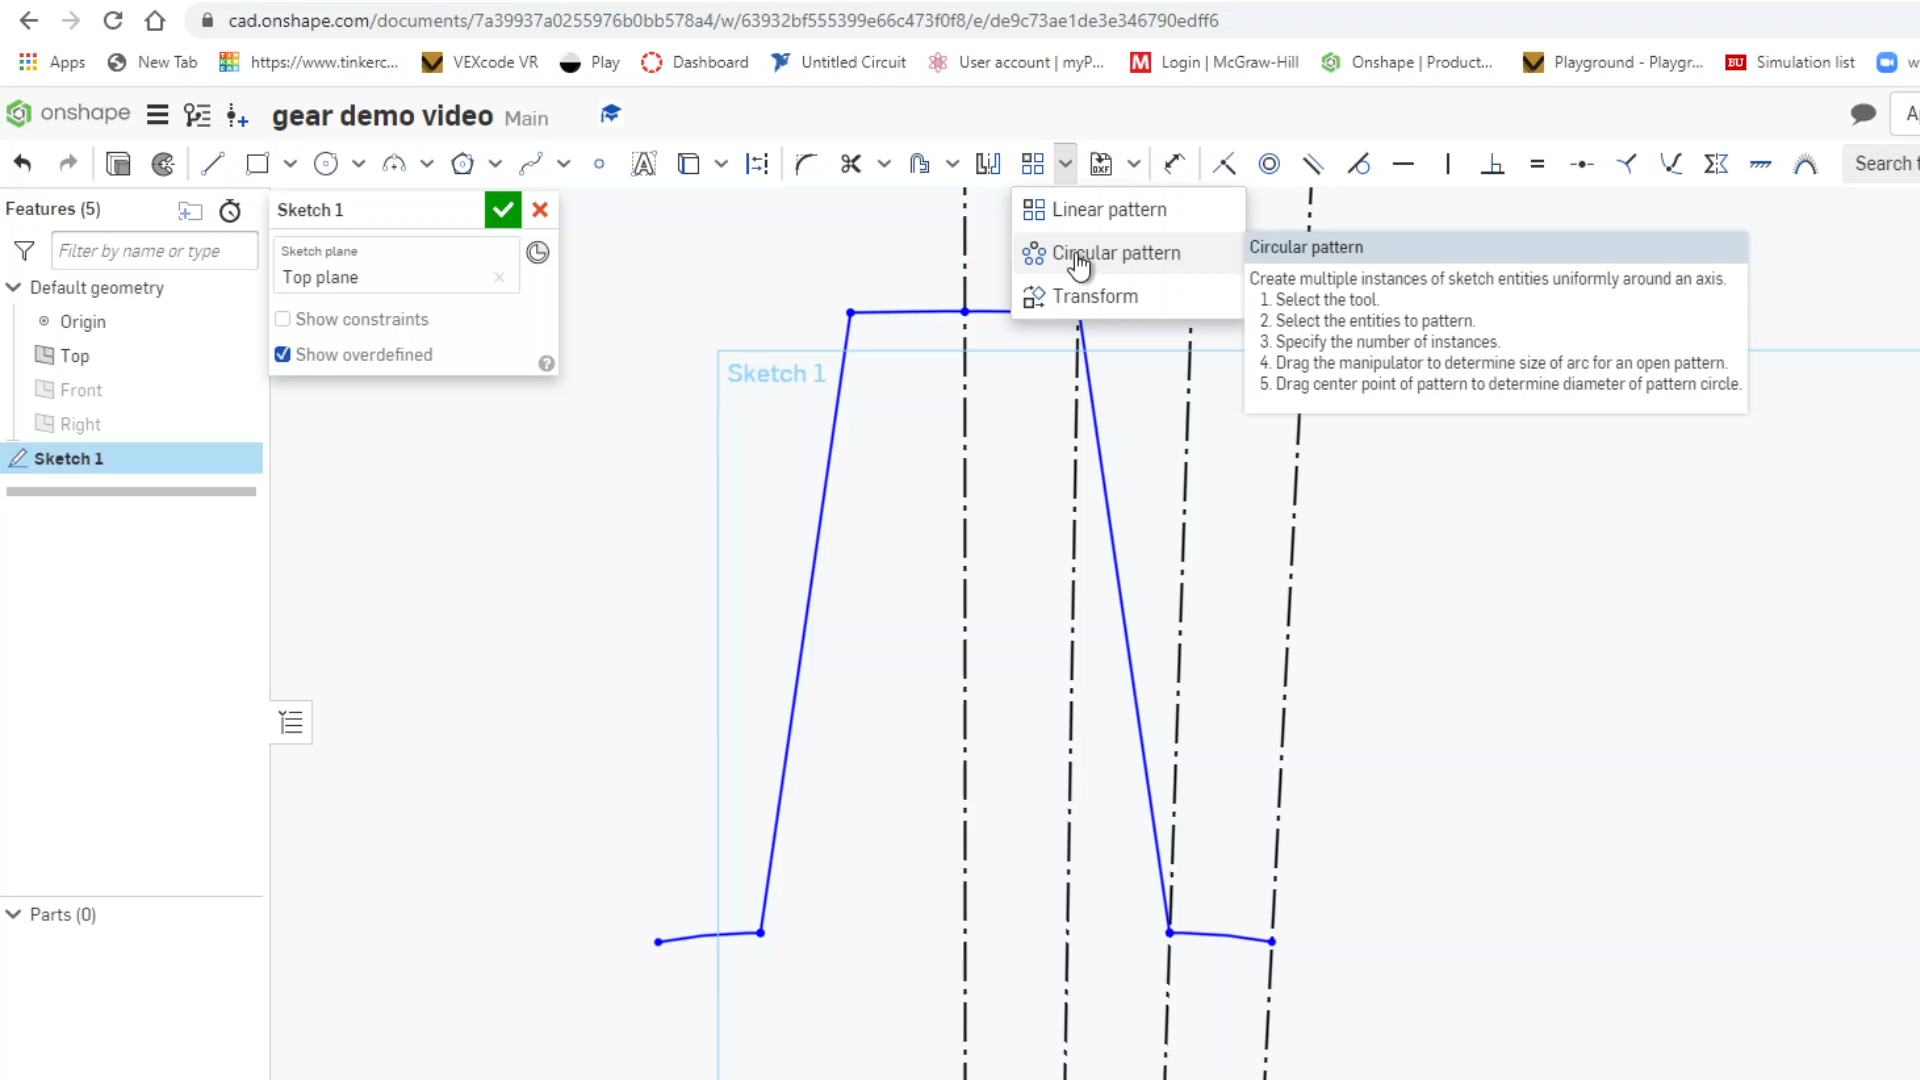 cad.onshape.com/documents/7a39937a0255976b0bb578a4/w/63932bf555399e66c473f0f8/e/de9c73ae1de3e346790edff6
Apps New Tab https://www.tinkerc... VEXcode VR Play Dashboard Untitled Circuit User account | myP... Login | McGraw-Hill Onshape | Product... Playground - Playgr... BU Simulation list w
onshape gear demo video Main Ap
DXF Search t
Features (5)
Filter by name or type
Default geometry
Origin
Top
Front
Right
Sketch 1
Parts (0)
Sketch 1
Sketch plane
Top plane
Show constraints
Show overdefined
Sketch 1
Linear pattern
Circular pattern
Transform
Circular pattern
Create multiple instances of sketch entities uniformly around an axis.
1. Select the tool.
2. Select the entities to pattern.
3. Specify the number of instances.
4. Drag the manipulator to determine size of arc for an open pattern.
5. Drag center point of pattern to determine diameter of pattern circle.